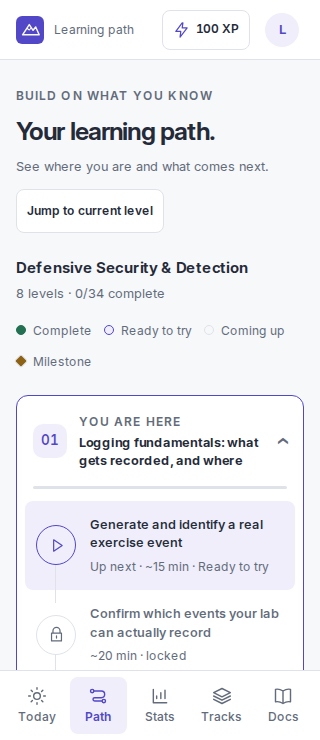 Learning path
100 XP
L
BUILD ON WHAT YOU KNOW
Your learning path.
See where you are and what comes next.
Jump to current level
Defensive Security & Detection
8 levels · 0/34 complete
Complete
Ready to try
Coming up
Milestone
01
YOU ARE HERE
Logging fundamentals: what
gets recorded, and where
Generate and identify a real
exercise event
Up next · ~15 min · Ready to try
Confirm which events your lab
can actually record
~20 min · locked
Today
Path
Stats
Tracks
Docs